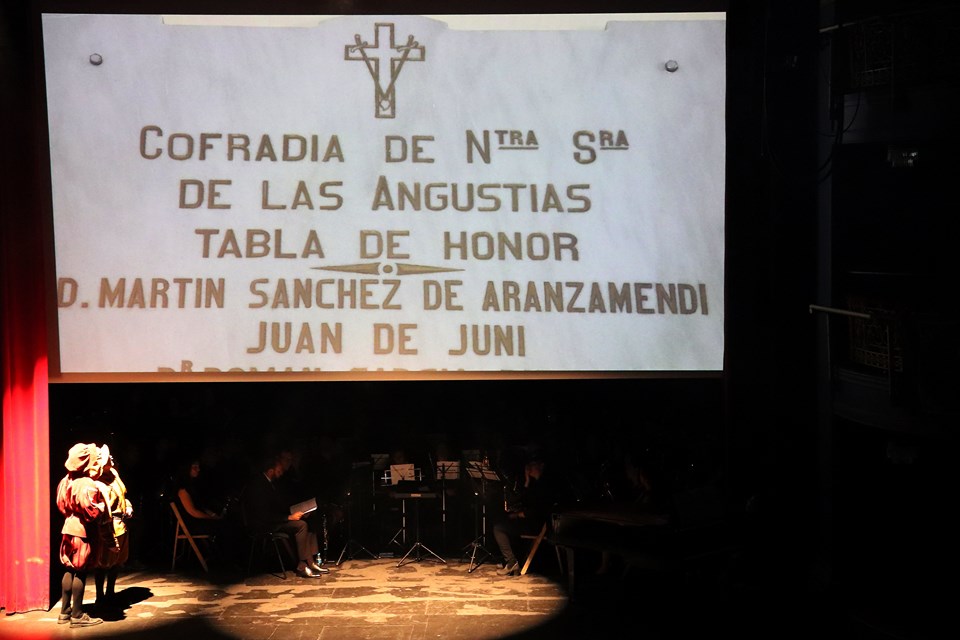 COFRADIA DE NTRA SRA
DE LAS ANGUSTIAS
TABLA DE HONOR
D. MARTIN SANCHEZ DE ARANZAMENDI
JUAN DE JUNI